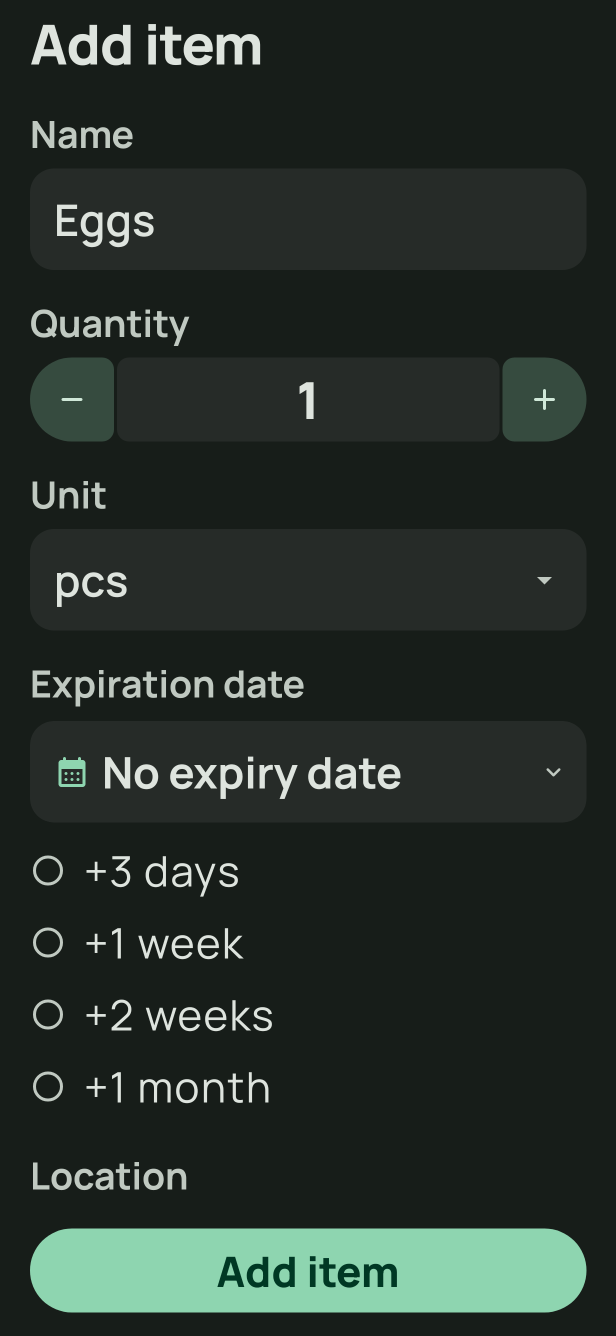 Add item
Name
Eggs
Quantity
− 1 +
Unit
pcs
Expiration date
No expiry date
+3 days
+1 week
+2 weeks
+1 month
Location
Add item